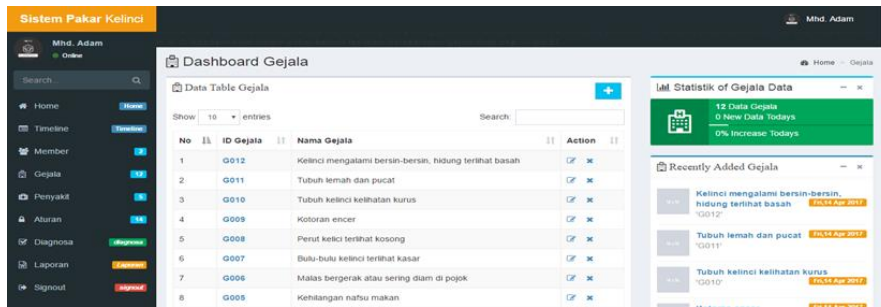 Sistem Pakar Kelinci
Mhd. Adam
Mhd. Adam
Online
Search...
Home Home
Timeline Timeline
Member 2
Gejala 12
Penyakit 5
Aturan 14
Diagnosa diagnosa
Laporan Laporan
Signout signout
Dashboard Gejala
Home > Gejala
Data Table Gejala
+
Show 10 entries
Search:
No ID Gejala Nama Gejala Action
1 G012 Kelinci mengalami bersin-bersin, hidung terlihat basah
2 G011 Tubuh lemah dan pucat
3 G010 Tubuh kelinci kelihatan kurus
4 G009 Kotoran encer
5 G008 Perut kelici terlihat kosong
6 G007 Bulu-bulu kelinci terlihat kasar
7 G006 Malas bergerak atau sering diam di pojok
8 G005 Kehilangan nafsu makan
Statistik of Gejala Data
12 Data Gejala
0 New Data Todays
0% Increase Todays
Recently Added Gejala
Kelinci mengalami bersin-bersin,
hidung terlihat basah Fri,14 Apr 2017
"G012"
Tubuh lemah dan pucat Fri,14 Apr 2017
"G011"
Tubuh kelinci kelihatan kurus
"G010" Fri,14 Apr 2017